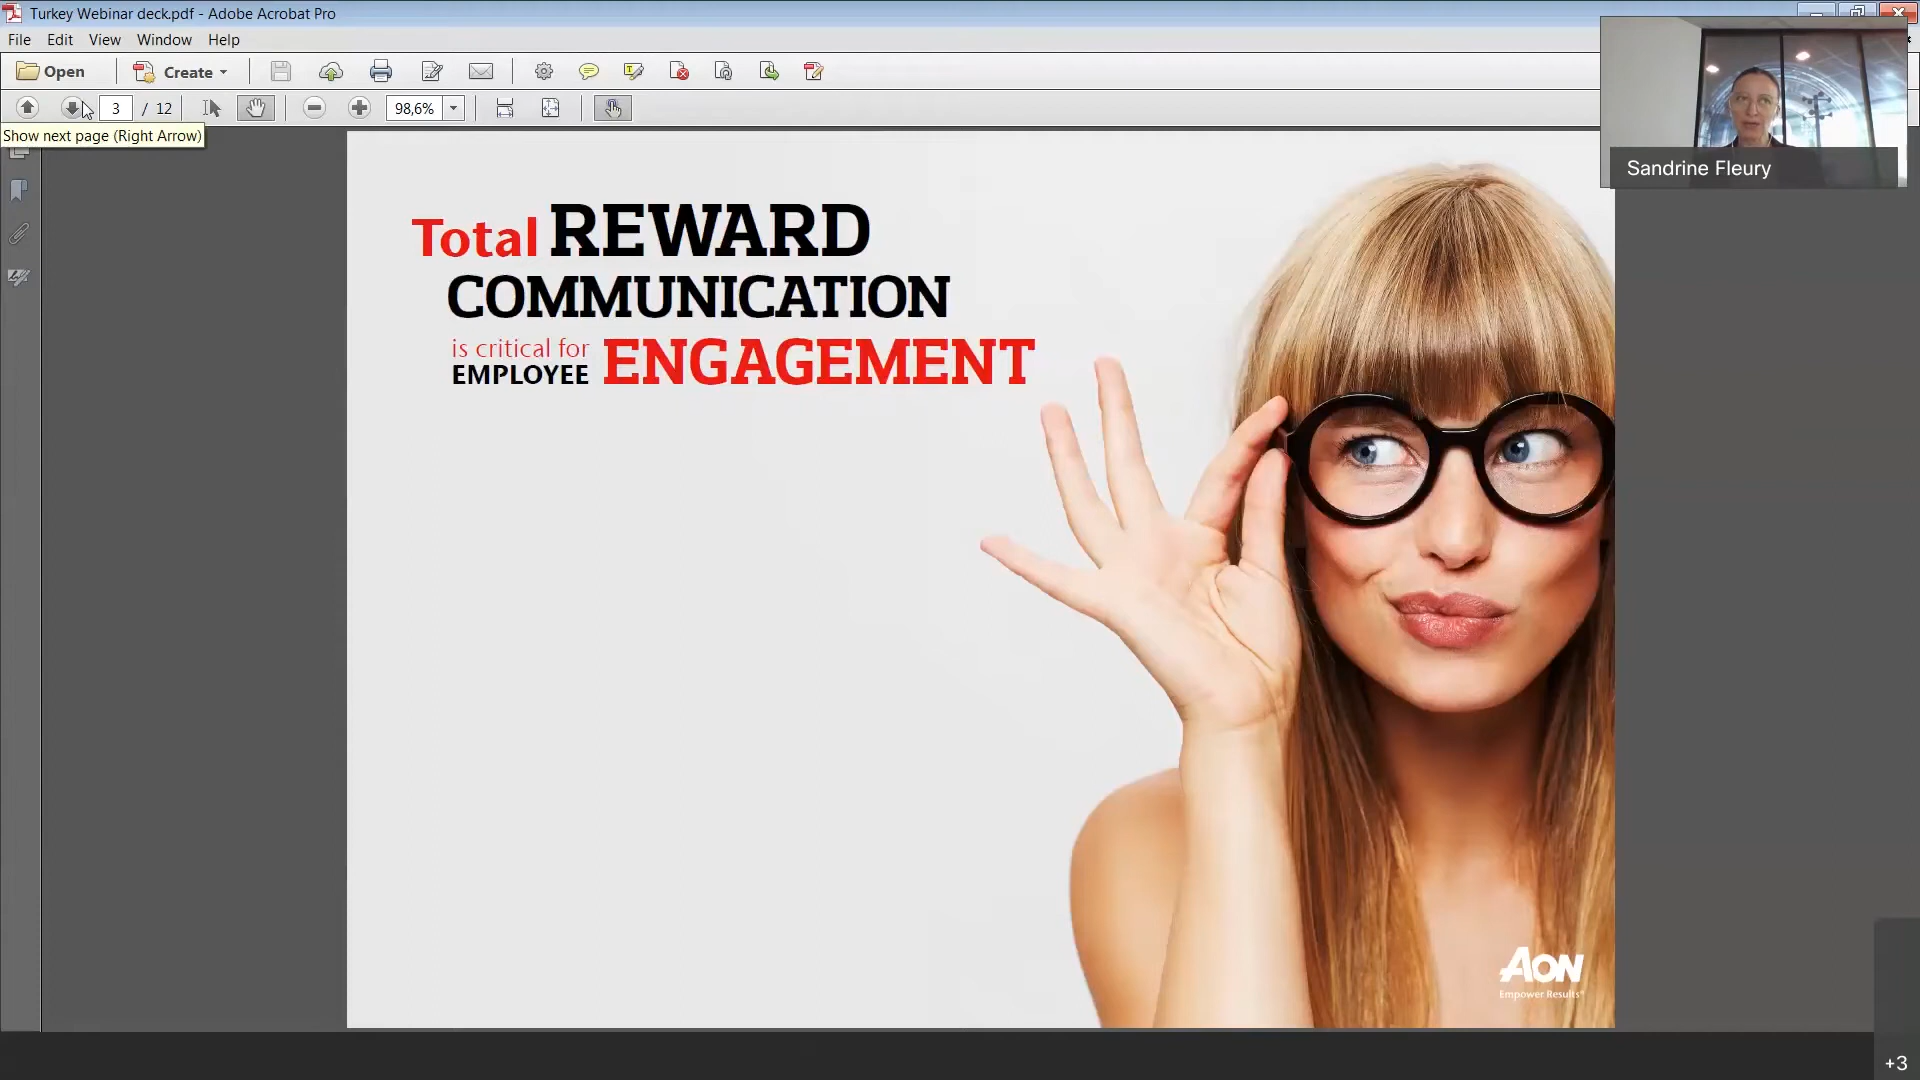 Turkey Webinar deck.pdf - Adobe Acrobat Pro
File Edit View Window Help
Open Create
3 / 12 98,6%
Show next page (Right Arrow)
Sandrine Fleury
Total REWARD
COMMUNICATION
is critical for
EMPLOYEE ENGAGEMENT
AON
Empower Results®
+3